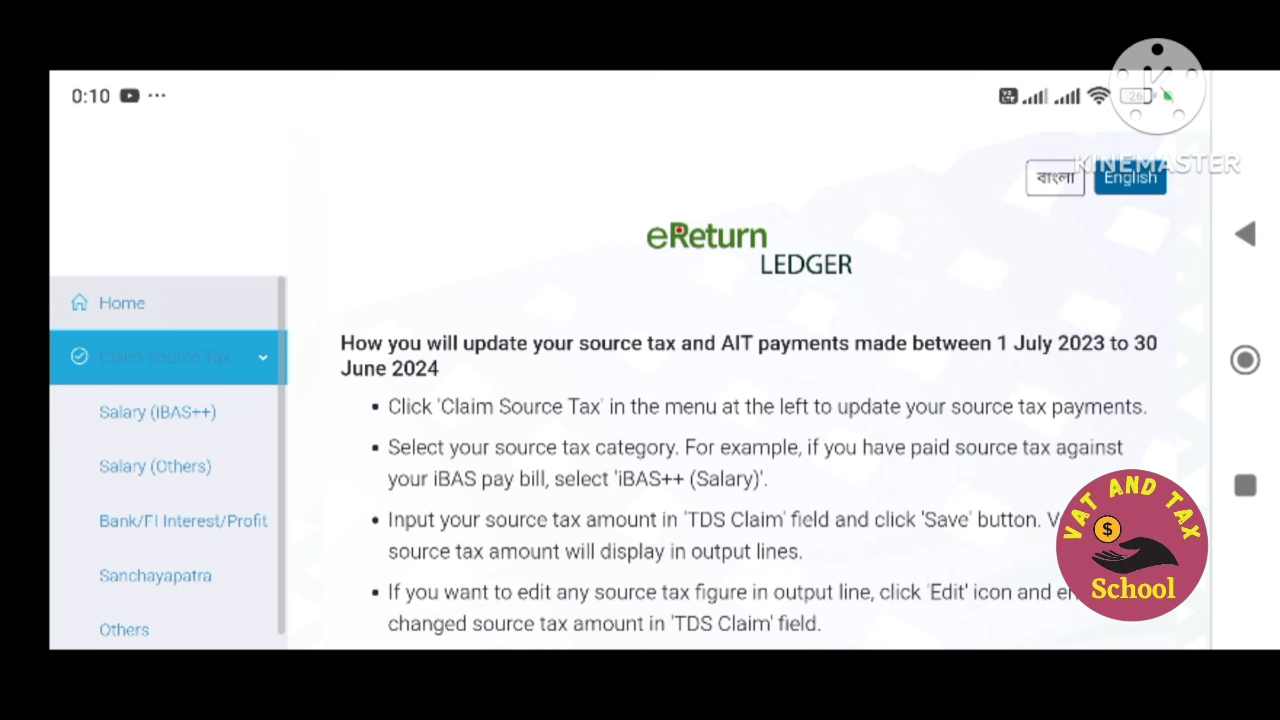 0:10
26
KINEMASTER
বাংলা English
eReturn
LEDGER
Home
Claim Source Tax
Salary (iBAS++)
Salary (Others)
Bank/FI Interest/Profit
Sanchayapatra
Others
How you will update your source tax and AIT payments made between 1 July 2023 to 30
June 2024
Click 'Claim Source Tax' in the menu at the left to update your source tax payments.
Select your source tax category. For example, if you have paid source tax against
your iBAS pay bill, select 'iBAS++ (Salary)'.
Input your source tax amount in 'TDS Claim' field and click 'Save' button.
source tax amount will display in output lines.
If you want to edit any source tax figure in output line, click 'Edit' icon and
changed source tax amount in 'TDS Claim' field.
VAT AND TAX
$
School